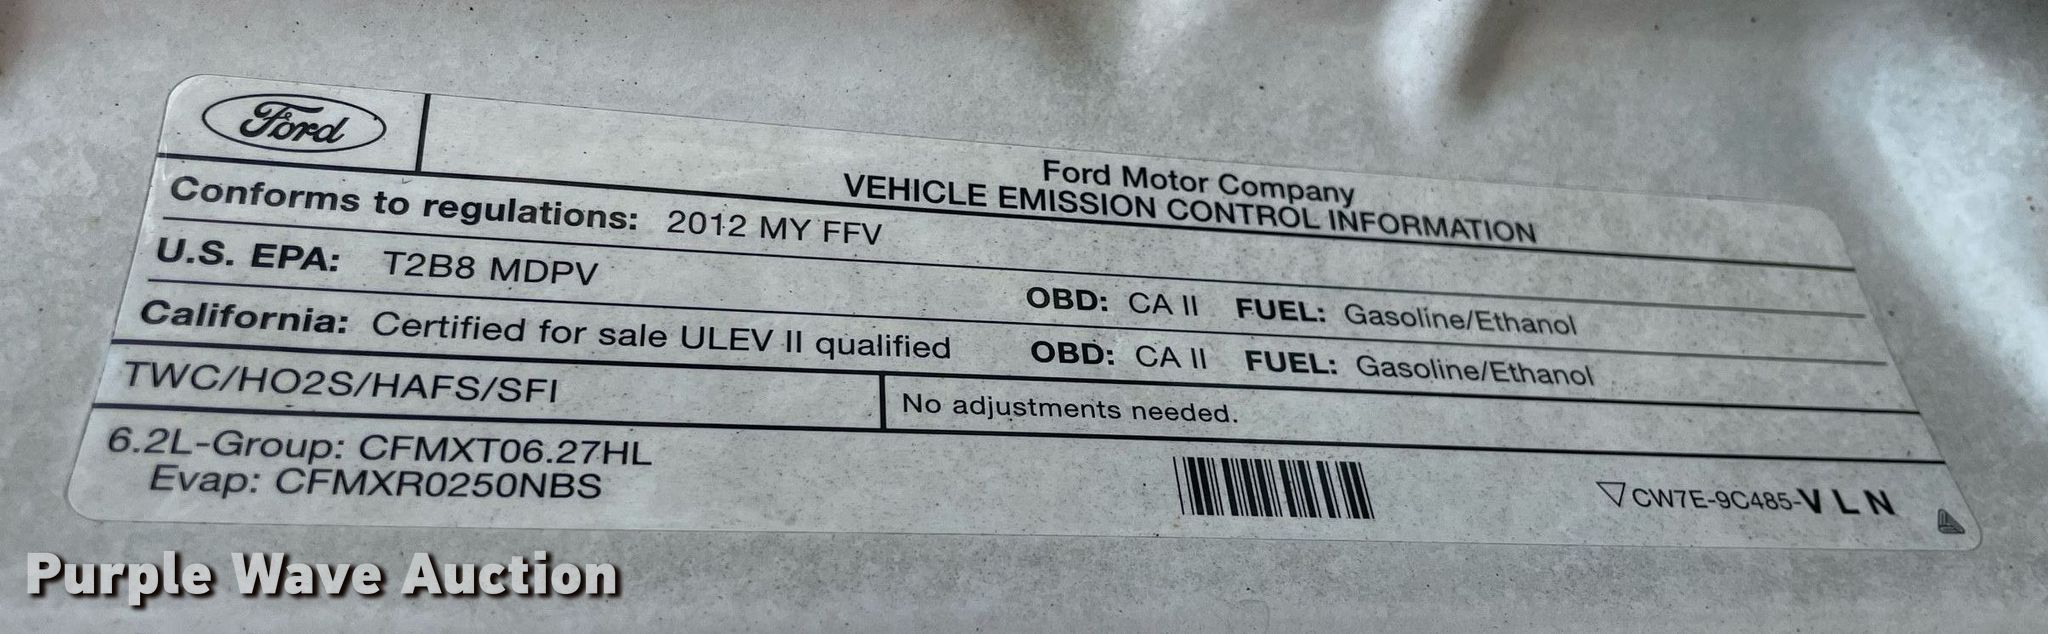 Ford
Ford Motor Company
VEHICLE EMISSION CONTROL INFORMATION
Conforms to regulations: 2012 MY FFV
U.S. EPA: T2B8 MDPV OBD: CA II FUEL: Gasoline/Ethanol
California: Certified for sale ULEV II qualified OBD: CA II FUEL: Gasoline/Ethanol
TWC/HO2S/HAFS/SFI
No adjustments needed.
6.2L-Group: CFMXT06.27HL
Evap: CFMXR0250NBS
CW7E-9C485-VLN
Purple Wave Auction